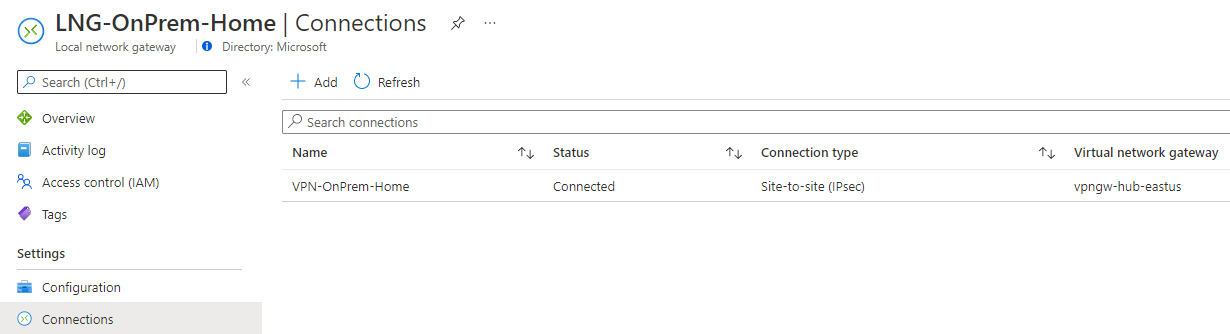 LNG-OnPrem-Home | Connections ...
Local network gateway Directory: Microsoft
Search (Ctrl+/) «
Overview
Activity log
Access control (IAM)
Tags
Settings
Configuration
Connections
+ Add Refresh
Search connections
Name Status Connection type Virtual network gateway
VPN-OnPrem-Home Connected Site-to-site (IPsec) vpngw-hub-eastus